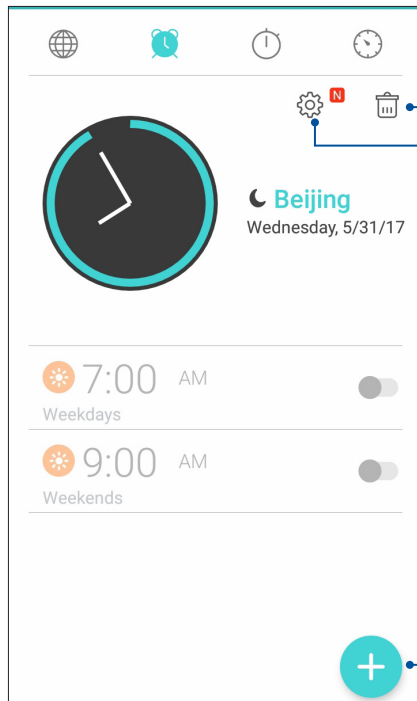 N
Beijing
Wednesday, 5/31/17
7:00 AM
Weekdays
9:00 AM
Weekends